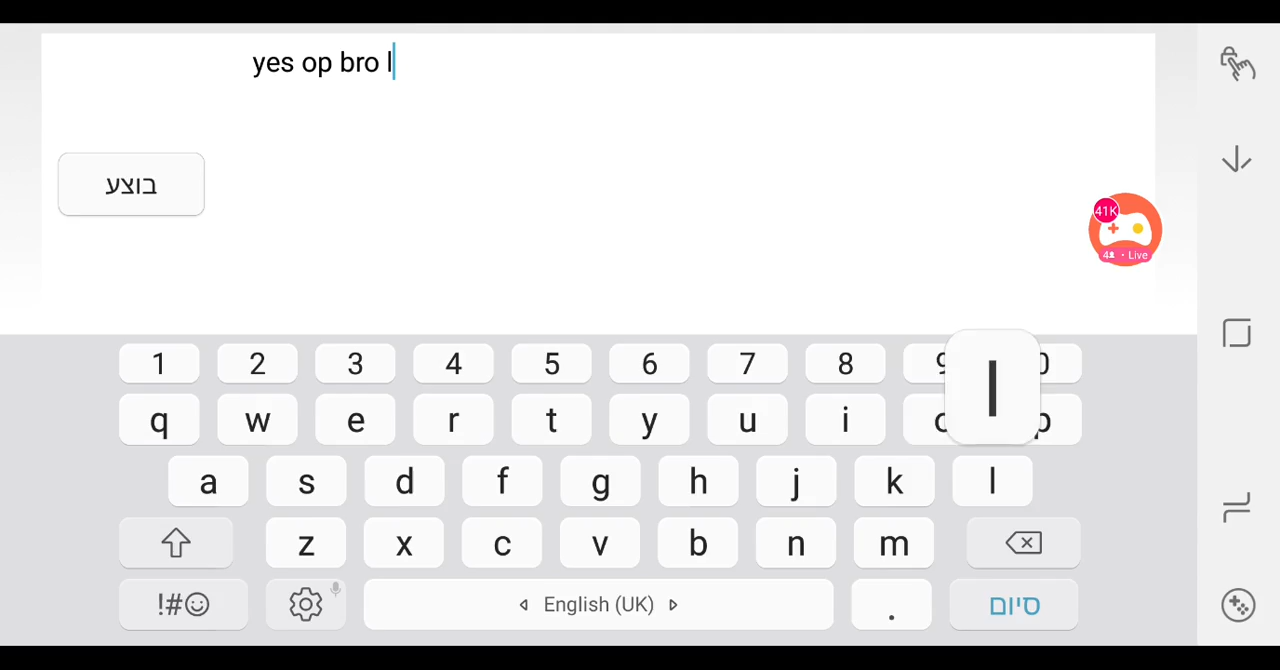 yes op bro l
בוצע
41K
4 · Live
1 2 3 4 5 6 7 8 9 0
l
q w e r t y u i o p
a s d f g h j k l
z x c v b n m
!#☺ English (UK) . סיום